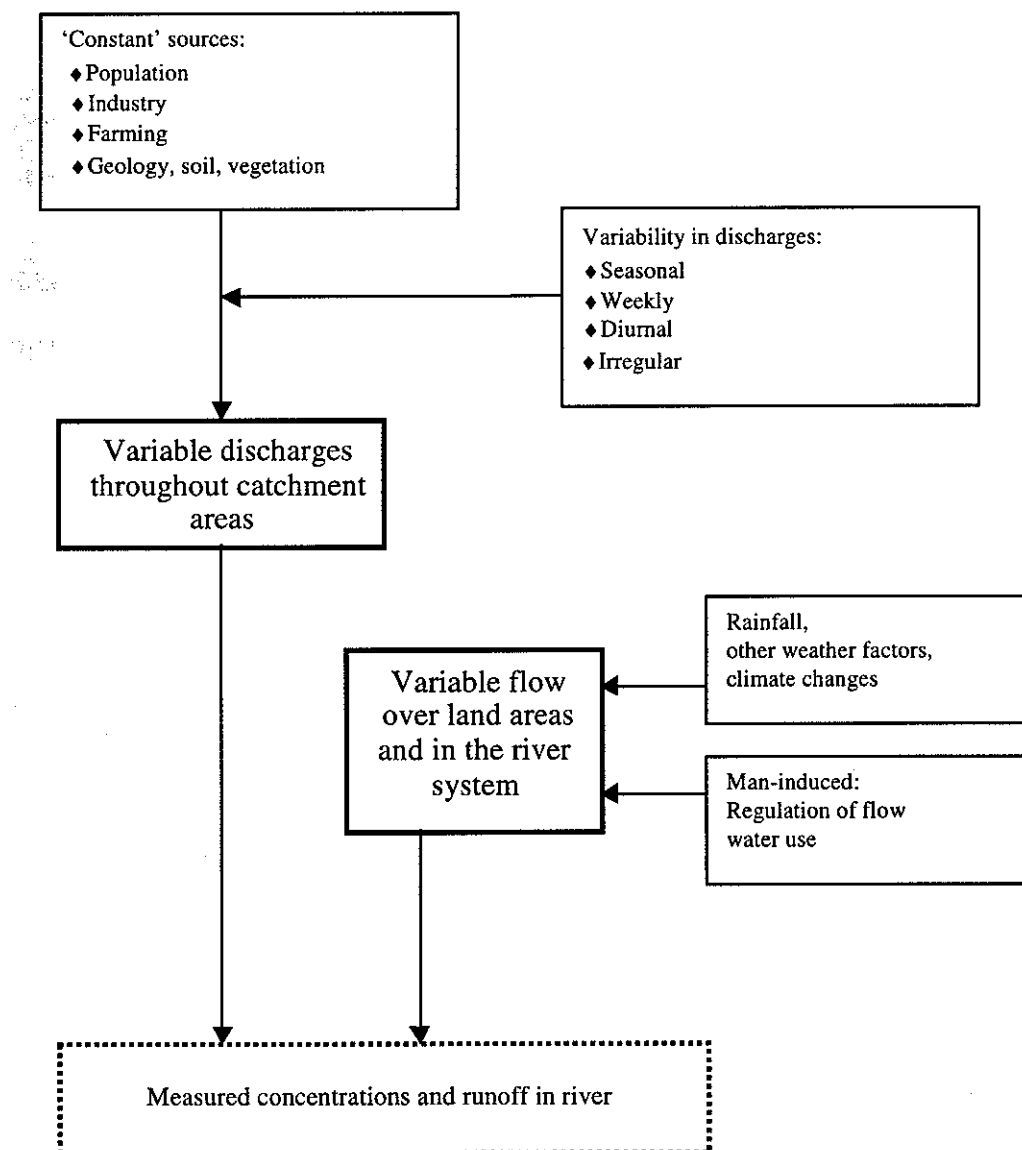 ‘Constant’ sources:
♦Population
♦Industry
♦Farming
♦Geology, soil, vegetation
Variability in discharges:
♦Seasonal
♦Weekly
♦Diurnal
♦Irregular
Variable discharges
throughout catchment
areas
Rainfall,
other weather factors,
climate changes
Variable flow
over land areas
and in the river
system
Man-induced:
Regulation of flow
water use
Measured concentrations and runoff in river